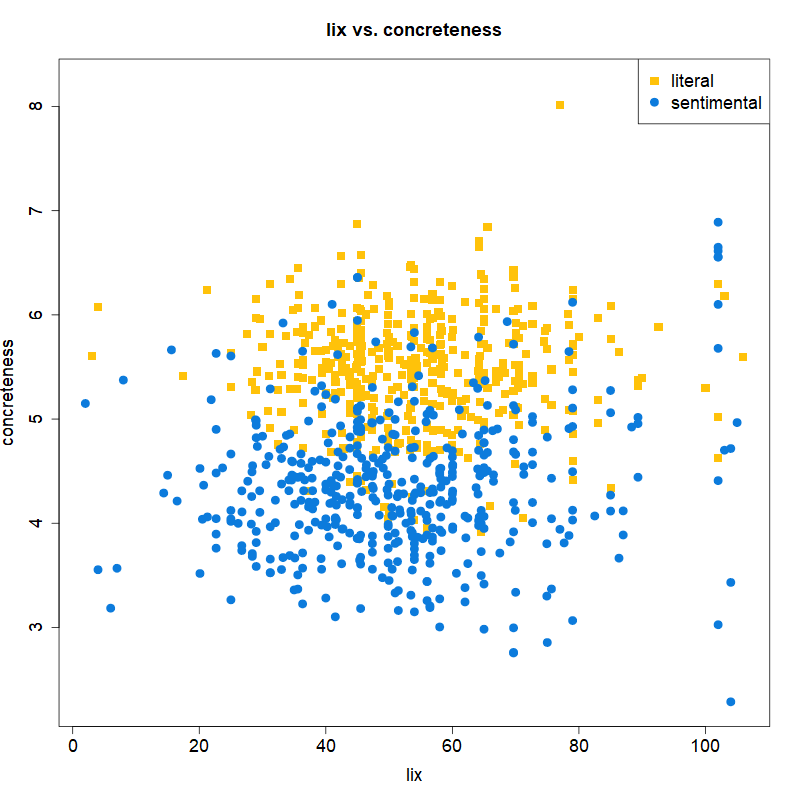 lix vs. concreteness
literal
sentimental
8
7
6
5
4
3
concreteness
0 20 40 60 80 100
lix